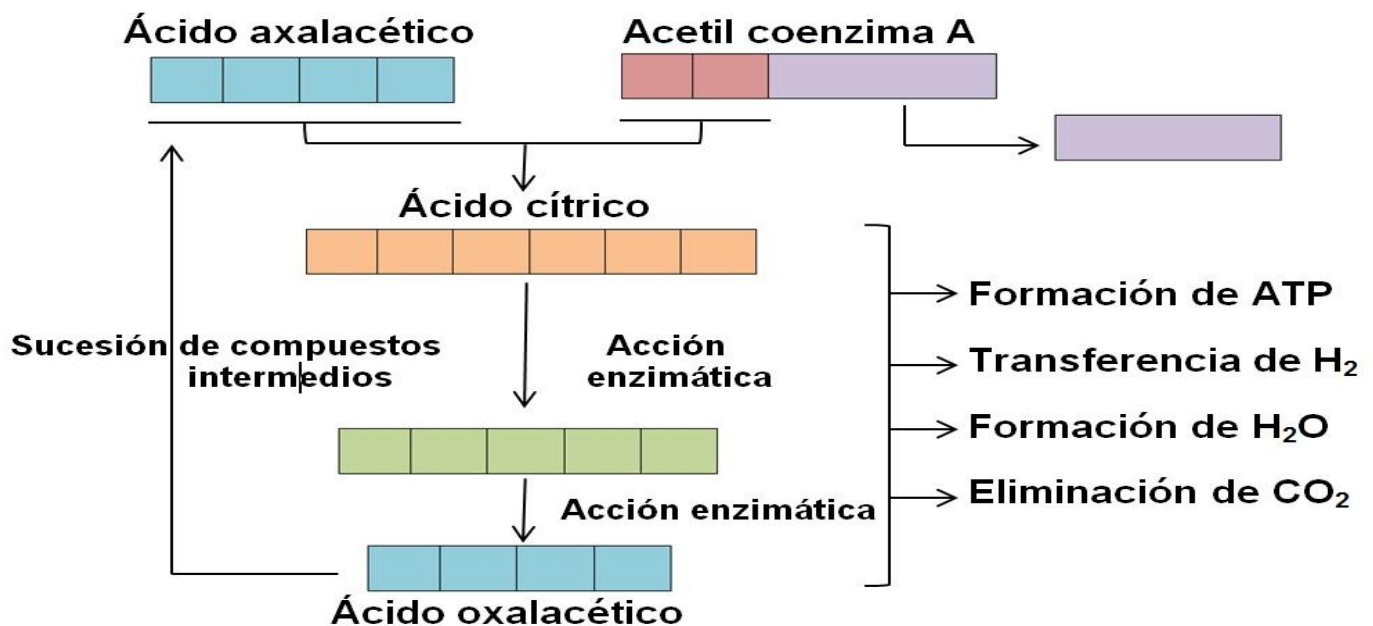 Ácido axalacético
Acetil coenzima A
Ácido cítrico
Sucesión de compuestos
intermedios
Acción
enzimática
Acción enzimática
Ácido oxalacético
Formación de ATP
Transferencia de H₂
Formación de H₂O
Eliminación de CO₂